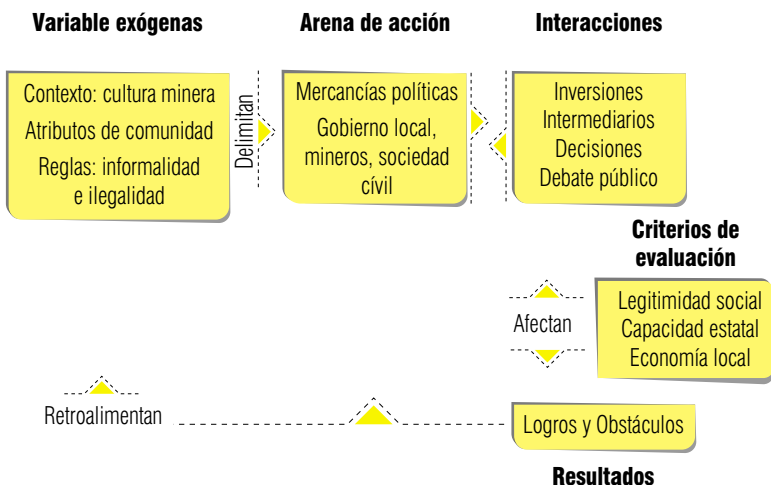 Variable exógenas
Arena de acción
Interacciones
Contexto: cultura minera
Atributos de comunidad
Reglas: informalidad
e ilegalidad
Delimitan
Mercancías políticas
Gobierno local,
mineros, sociedad
cívil
Inversiones
Intermediarios
Decisiones
Debate público
Criterios de
evaluación
Legitimidad social
Capacidad estatal
Economía local
Afectan
Retroalimentan
Logros y Obstáculos
Resultados